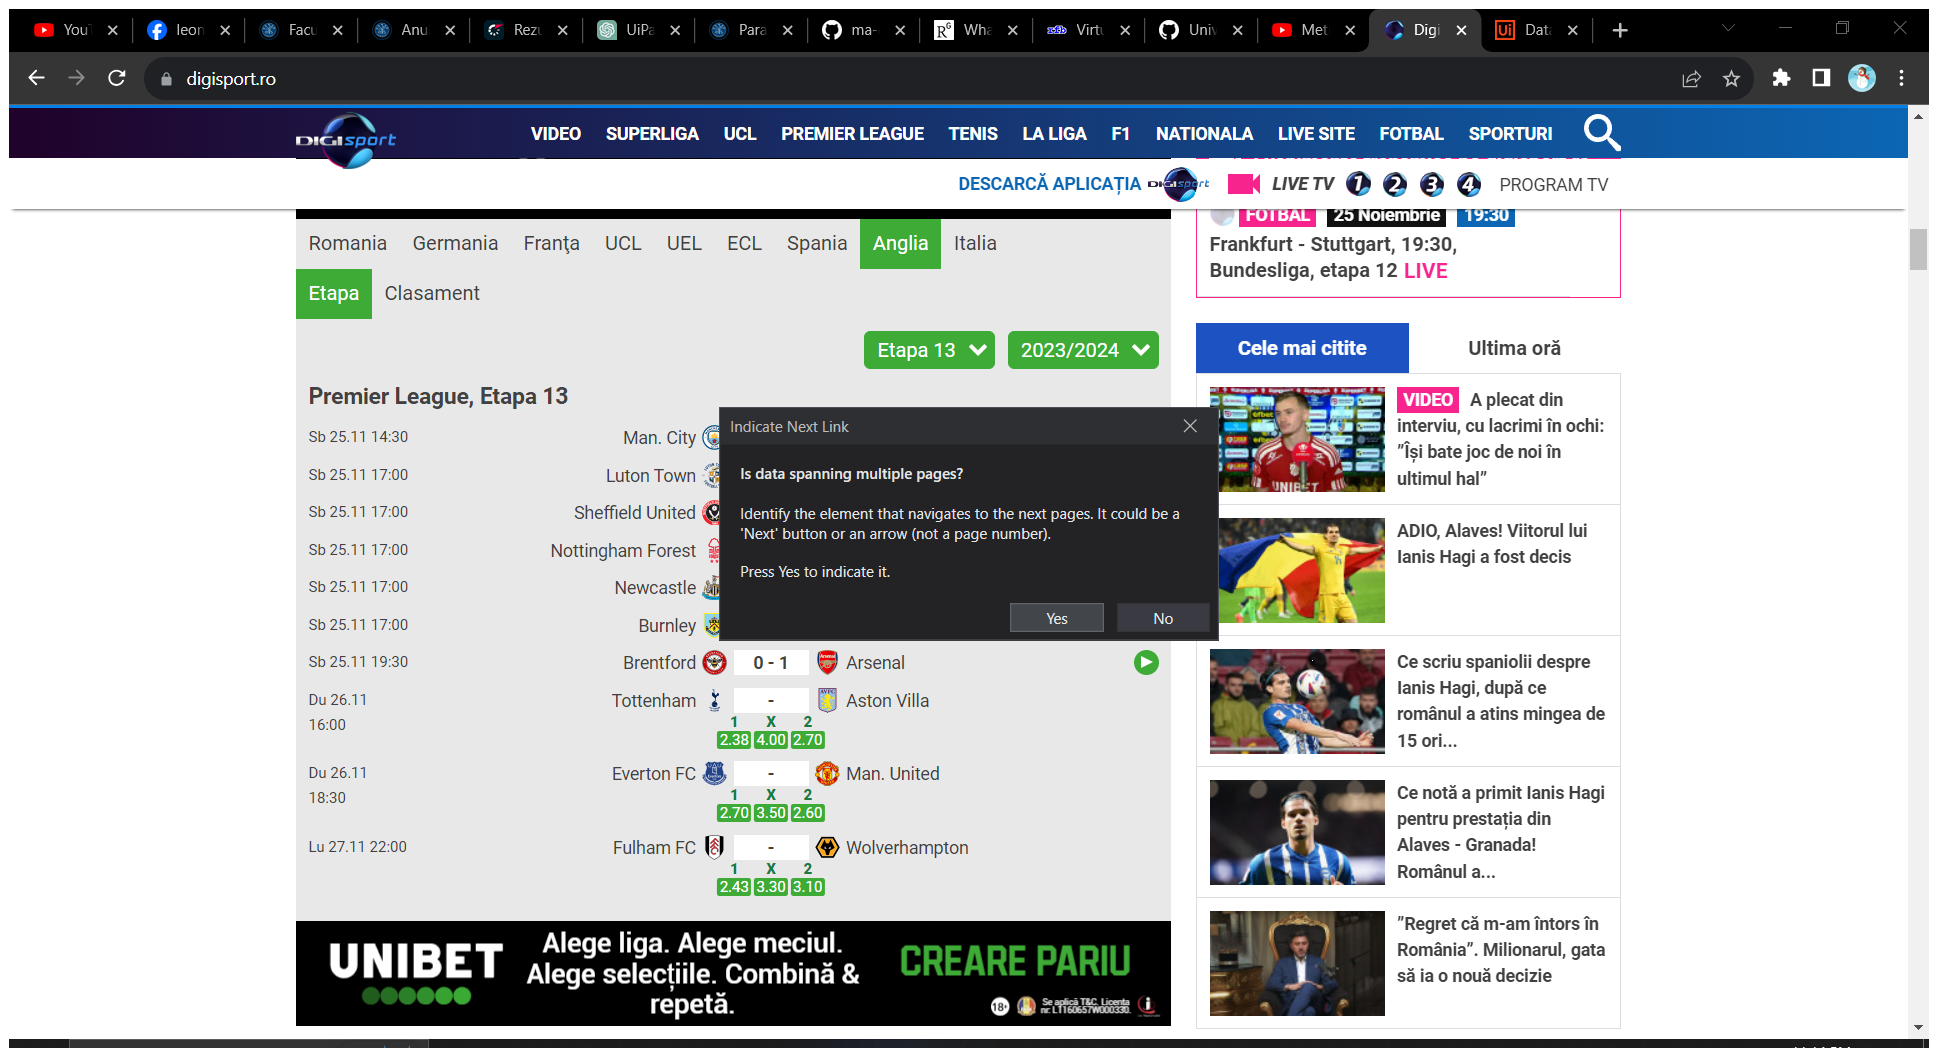 YouT
leon
Facu
Anu
Rezu
UiPa
Para
ma-
Wha
Virtu
Univ
Met
Digi
Data
digisport.ro
DIGI sport
VIDEO SUPERLIGA UCL PREMIER LEAGUE TENIS LA LIGA F1 NATIONALA LIVE SITE FOTBAL SPORTURI
DESCARCĂ APLICAȚIA DIGI sport LIVE TV 1 2 3 4 PROGRAM TV
Romania Germania Franţa UCL UEL ECL Spania Anglia Italia
Etapa Clasament
Etapa 13 2023/2024
Premier League, Etapa 13
Sb 25.11 14:30 Man. City
Sb 25.11 17:00 Luton Town
Sb 25.11 17:00 Sheffield United
Sb 25.11 17:00 Nottingham Forest
Sb 25.11 17:00 Newcastle
Sb 25.11 17:00 Burnley
Sb 25.11 19:30 Brentford 0 - 1 Arsenal
Du 26.11 Tottenham - Aston Villa
16:00
1 X 2
2.38 4.00 2.70
Du 26.11 Everton FC - Man. United
18:30
1 X 2
2.70 3.50 2.60
Lu 27.11 22:00 Fulham FC - Wolverhampton
1 X 2
2.43 3.30 3.10
Indicate Next Link
Is data spanning multiple pages?
Identify the element that navigates to the next pages. It could be a
'Next' button or an arrow (not a page number).
Press Yes to indicate it.
Yes No
UNIBET
Alege liga. Alege meciul.
Alege selecțiile. Combină &
repetă.
CREARE PARIU
18+ Se aplică T&C. Licenta
nr: L1160657W000330.
FOTBAL 25 Noiembrie 19:30
Frankfurt - Stuttgart, 19:30,
Bundesliga, etapa 12 LIVE
Cele mai citite Ultima oră
VIDEO A plecat din
interviu, cu lacrimi în ochi:
”Își bate joc de noi în
ultimul hal”
UNIBET
ADIO, Alaves! Viitorul lui
Ianis Hagi a fost decis
Ce scriu spaniolii despre
Ianis Hagi, după ce
românul a atins mingea de
15 ori...
Ce notă a primit Ianis Hagi
pentru prestația din
Alaves - Granada!
Românul a...
”Regret că m-am întors în
România”. Milionarul, gata
să ia o nouă decizie